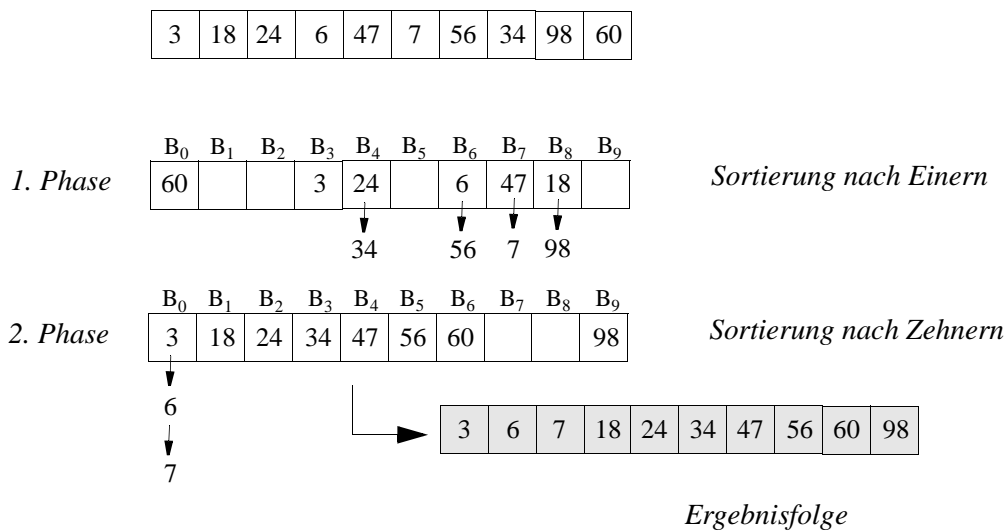 3 18 24 6 47 7 56 34 98 60
B0 B1 B2 B3 B4 B5 B6 B7 B8 B9
1. Phase 60 3 24 6 47 18 Sortierung nach Einern
34 56 7 98
B0 B1 B2 B3 B4 B5 B6 B7 B8 B9
2. Phase 3 18 24 34 47 56 60 98 Sortierung nach Zehnern
6
3 6 7 18 24 34 47 56 60 98
7
Ergebnisfolge